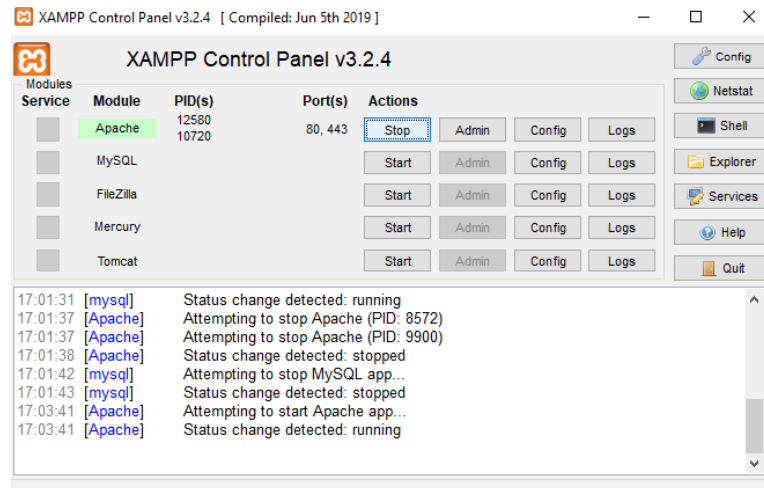 XAMPP Control Panel v3.2.4 [ Compiled: Jun 5th 2019 ]
XAMPP Control Panel v3.2.4
Config
Modules
Service Module PID(s) Port(s) Actions
Netstat
Apache 12580 10720 80, 443 Stop Admin Config Logs
Shell
MySQL Start Admin Config Logs
Explorer
FileZilla Start Admin Config Logs
Services
Mercury Start Admin Config Logs
Help
Tomcat Start Admin Config Logs
Quit
17:01:31 [mysql] Status change detected: running
17:01:37 [Apache] Attempting to stop Apache (PID: 8572)
17:01:37 [Apache] Attempting to stop Apache (PID: 9900)
17:01:38 [Apache] Status change detected: stopped
17:01:42 [mysql] Attempting to stop MySQL app...
17:01:43 [mysql] Status change detected: stopped
17:03:41 [Apache] Attempting to start Apache app...
17:03:41 [Apache] Status change detected: running